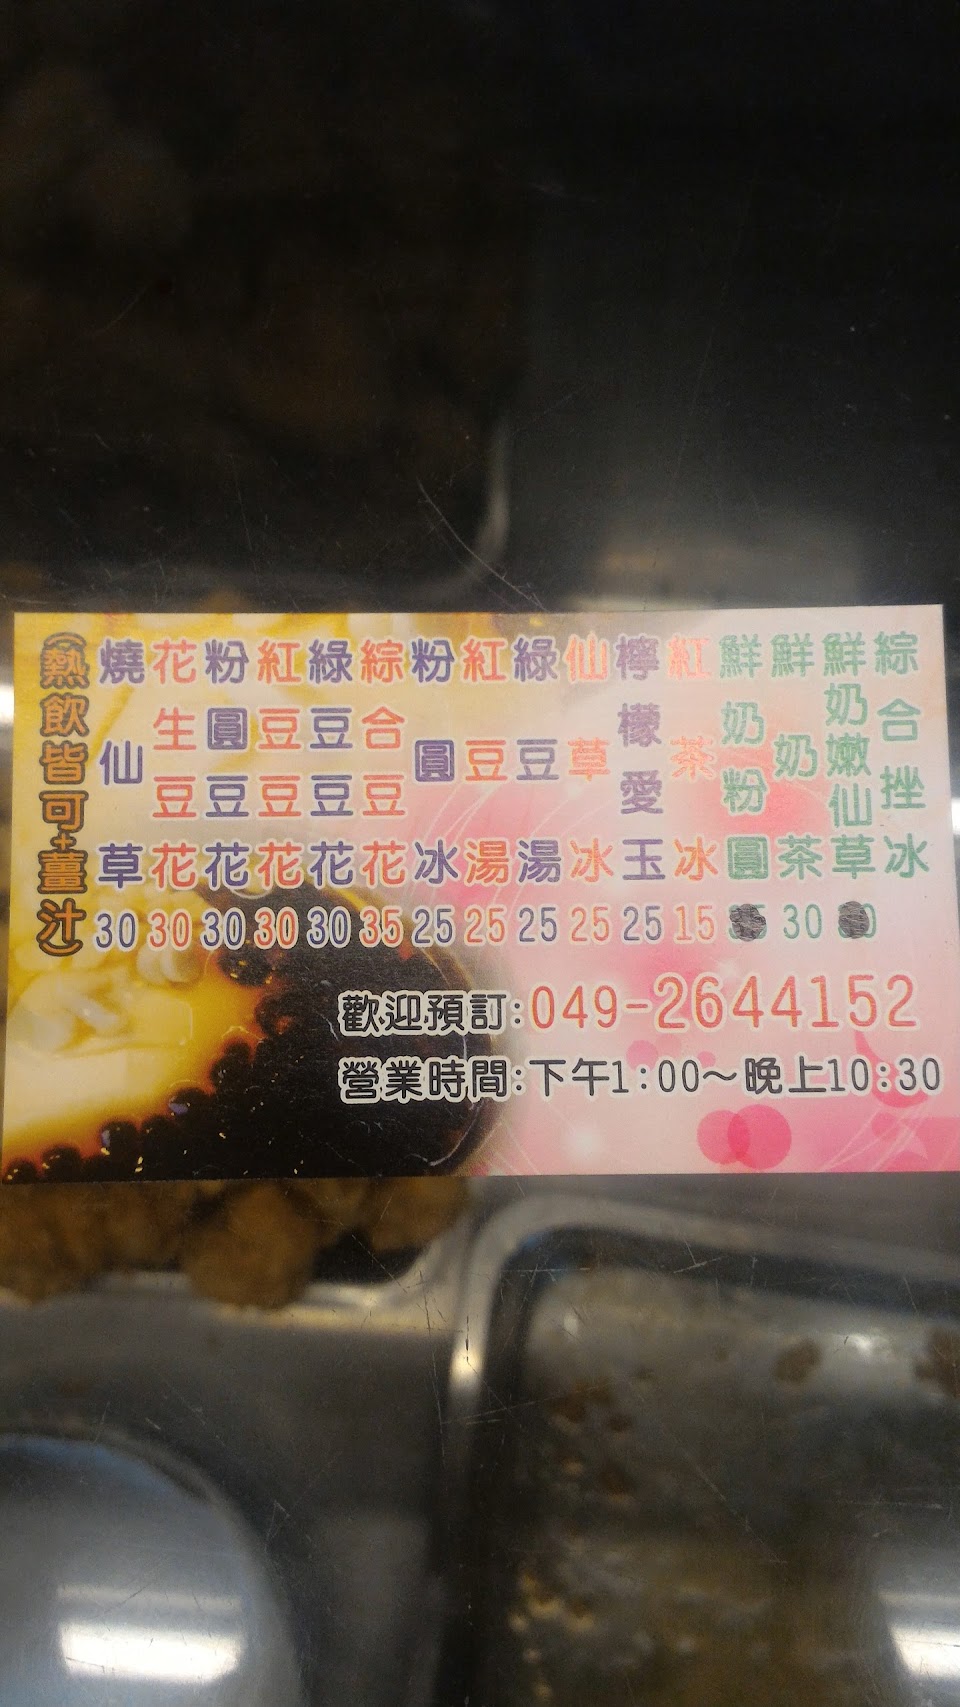 (熱飲皆可+薑汁)
燒仙草 30
花生豆花 30
粉圓豆花 30
紅豆豆花 30
綠豆豆花 30
綜合豆花 35
粉圓冰 25
紅豆湯 25
綠豆湯 25
仙草冰 25
檸檬愛玉 25
紅茶冰 15
鮮奶粉圓
鮮奶茶 30
鮮奶嫩仙草
綜合挫冰
歡迎預訂:049-2644152
營業時間:下午1:00～晚上10:30